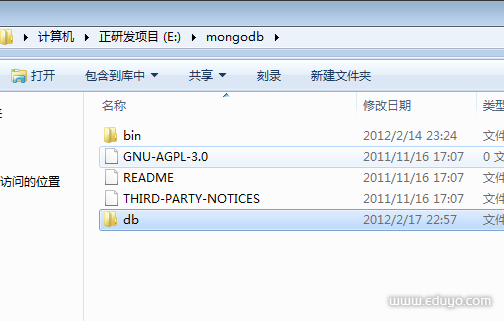 计算机 ▸ 正研发项目 (E:) ▸ mongodb ▸
打开 包含到库中 共享 刻录 新建文件夹
名称 修改日期 类型
bin 2012/2/14 23:24 文件
GNU-AGPL-3.0 2011/11/16 17:07 0 文
README 2011/11/16 17:07 文件
访问的位置 THIRD-PARTY-NOTICES 2011/11/16 17:07 文件
db 2012/2/17 22:57 文件
www.eduyo.com